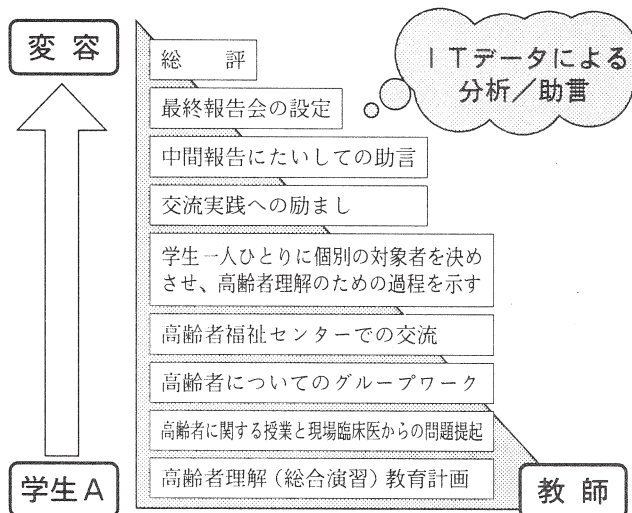 変容
ITデータによる
分析／助言
総　評
最終報告会の設定
中間報告にたいしての助言
交流実践への励まし
学生一人ひとりに個別の対象者を決め
させ、高齢者理解のための過程を示す
高齢者福祉センターでの交流
高齢者についてのグループワーク
高齢者に関する授業と現場臨床医からの問題提起
高齢者理解（総合演習）教育計画
学生A
教師